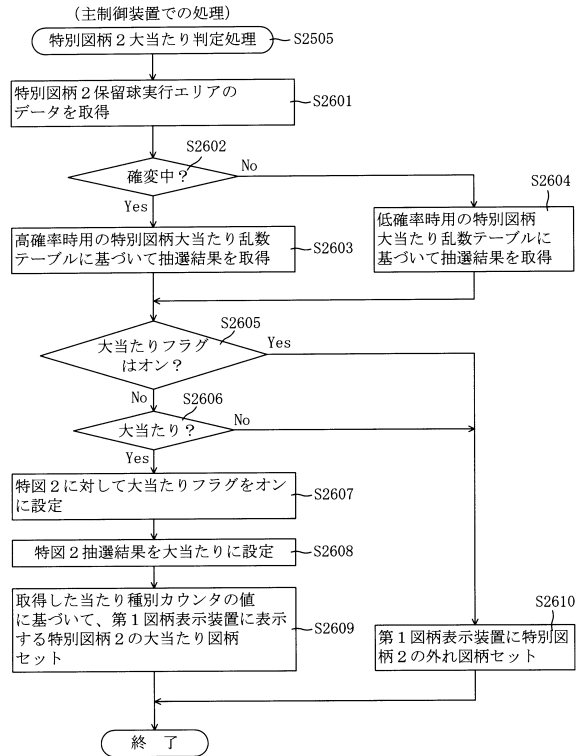 (主制御装置での処理)
特別図柄２大当たり判定処理
S2505
特別図柄２保留球実行エリアの
データを取得
S2601
S2602
確変中？
No
Yes
S2604
高確率時用の特別図柄大当たり乱数
テーブルに基づいて抽選結果を取得
S2603
低確率時用の特別図柄
大当たり乱数テーブルに
基づいて抽選結果を取得
S2605
大当たりフラグ
はオン？
Yes
No
S2606
大当たり？
No
Yes
特図２に対して大当たりフラグをオン
に設定
S2607
特図２抽選結果を大当たりに設定
S2608
取得した当たり種別カウンタの値
に基づいて、第１図柄表示装置に表示
する特別図柄２の大当たり図柄
セット
S2609
S2610
第１図柄表示装置に特別図
柄２の外れ図柄セット
終 了